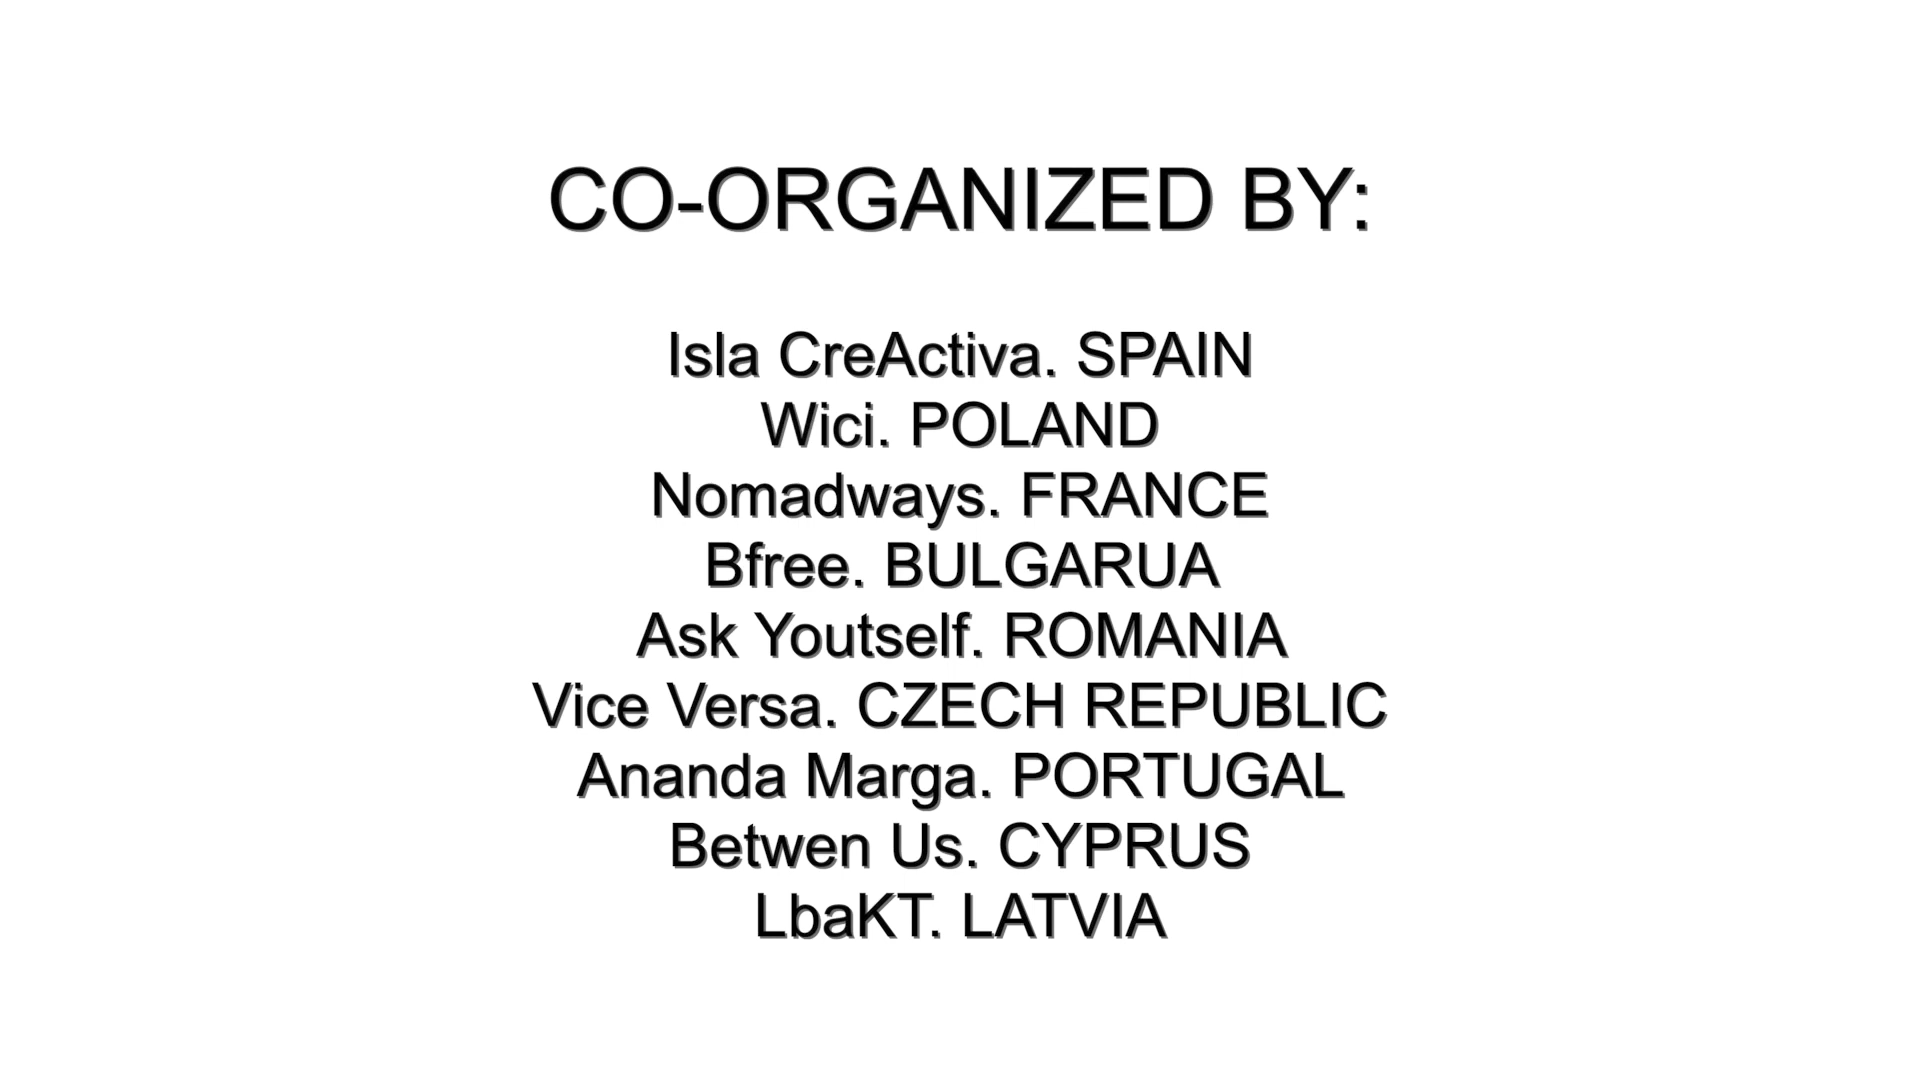 CO-ORGANIZED BY:
Isla CreActiva. SPAIN
Wici. POLAND
Nomadways. FRANCE
Bfree. BULGARUA
Ask Youtself. ROMANIA
Vice Versa. CZECH REPUBLIC
Ananda Marga. PORTUGAL
Betwen Us. CYPRUS
LbaKT. LATVIA